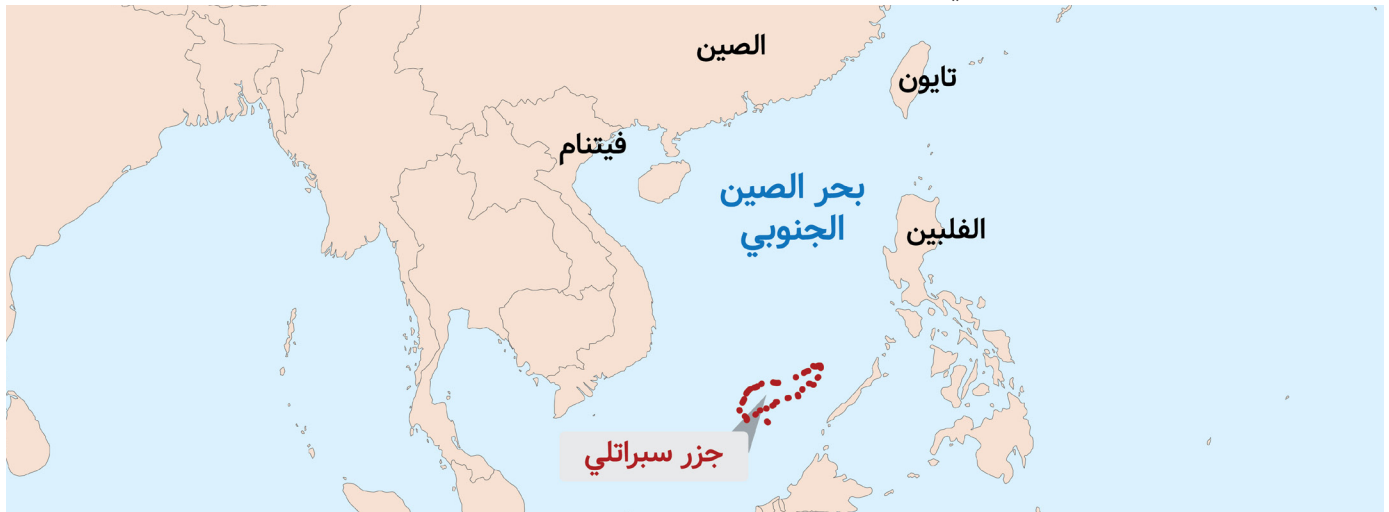 الصين
تايون
فيتنام
بحر الصين
الجنوبي
الفلبين
جزر سبراتلي